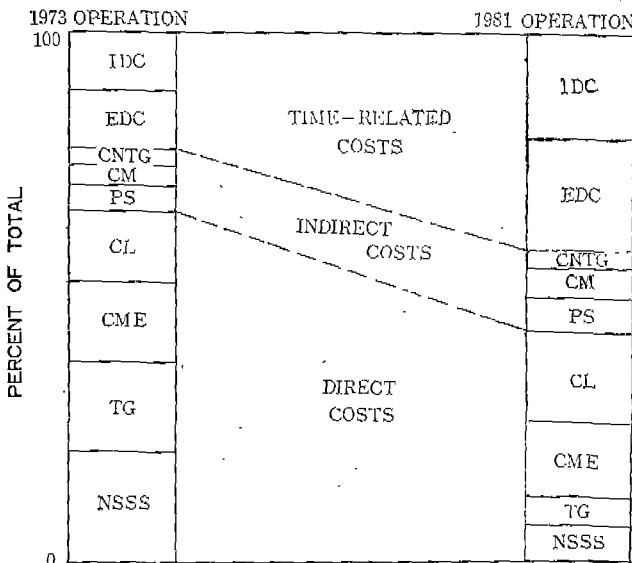 1973 OPERATION
1981 OPERATION
100
IDC
EDC
CNTG
CM
PS
CL
CME
TG
NSSS
0
PERCENT OF TOTAL
TIME-RELATED
COSTS
INDIRECT
COSTS
DIRECT
COSTS
IDC
EDC
CNTG
CM
PS
CL
CME
TG
NSSS